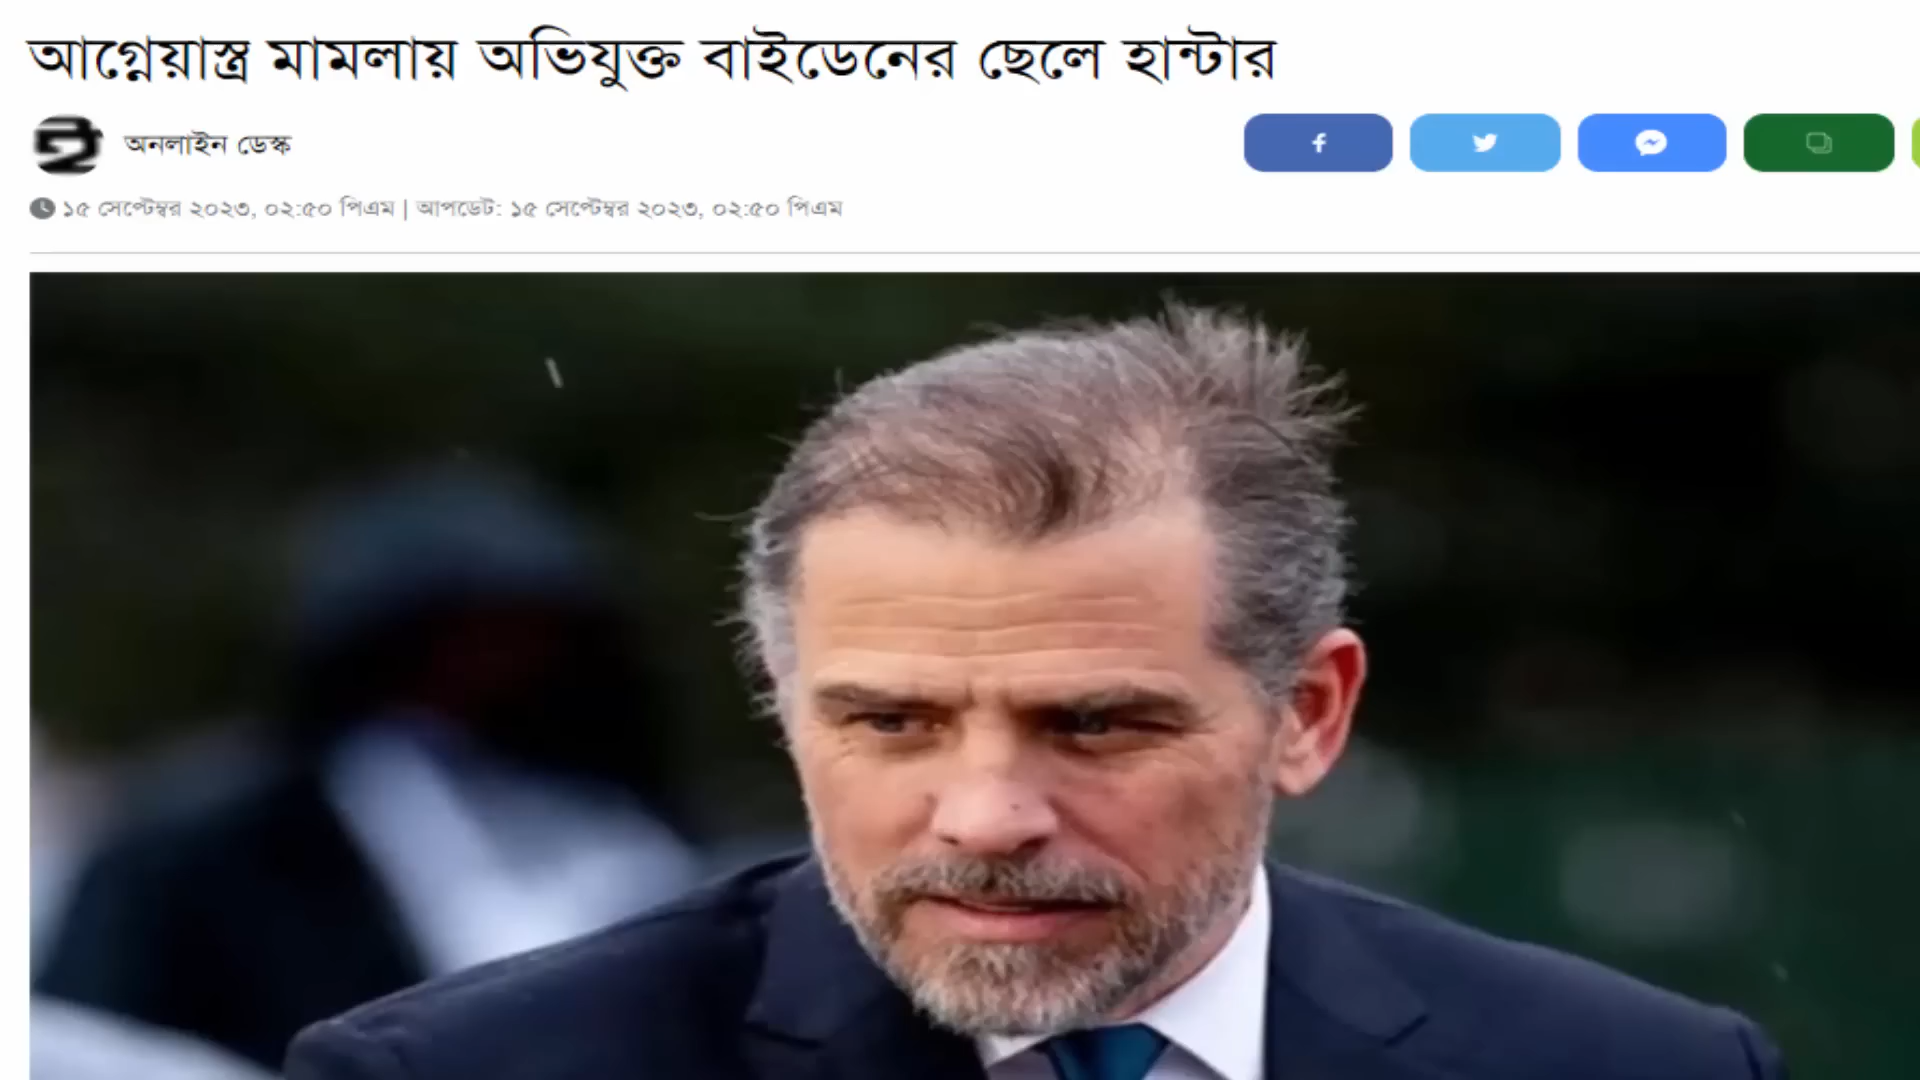 আগ্নেয়াস্ত্র মামলায় অভিযুক্ত বাইডেনের ছেলে হান্টার
অনলাইন ডেস্ক
১৫ সেপ্টেম্বর ২০২৩, ০২:৫০ পিএম | আপডেট: ১৫ সেপ্টেম্বর ২০২৩, ০২:৫০ পিএম